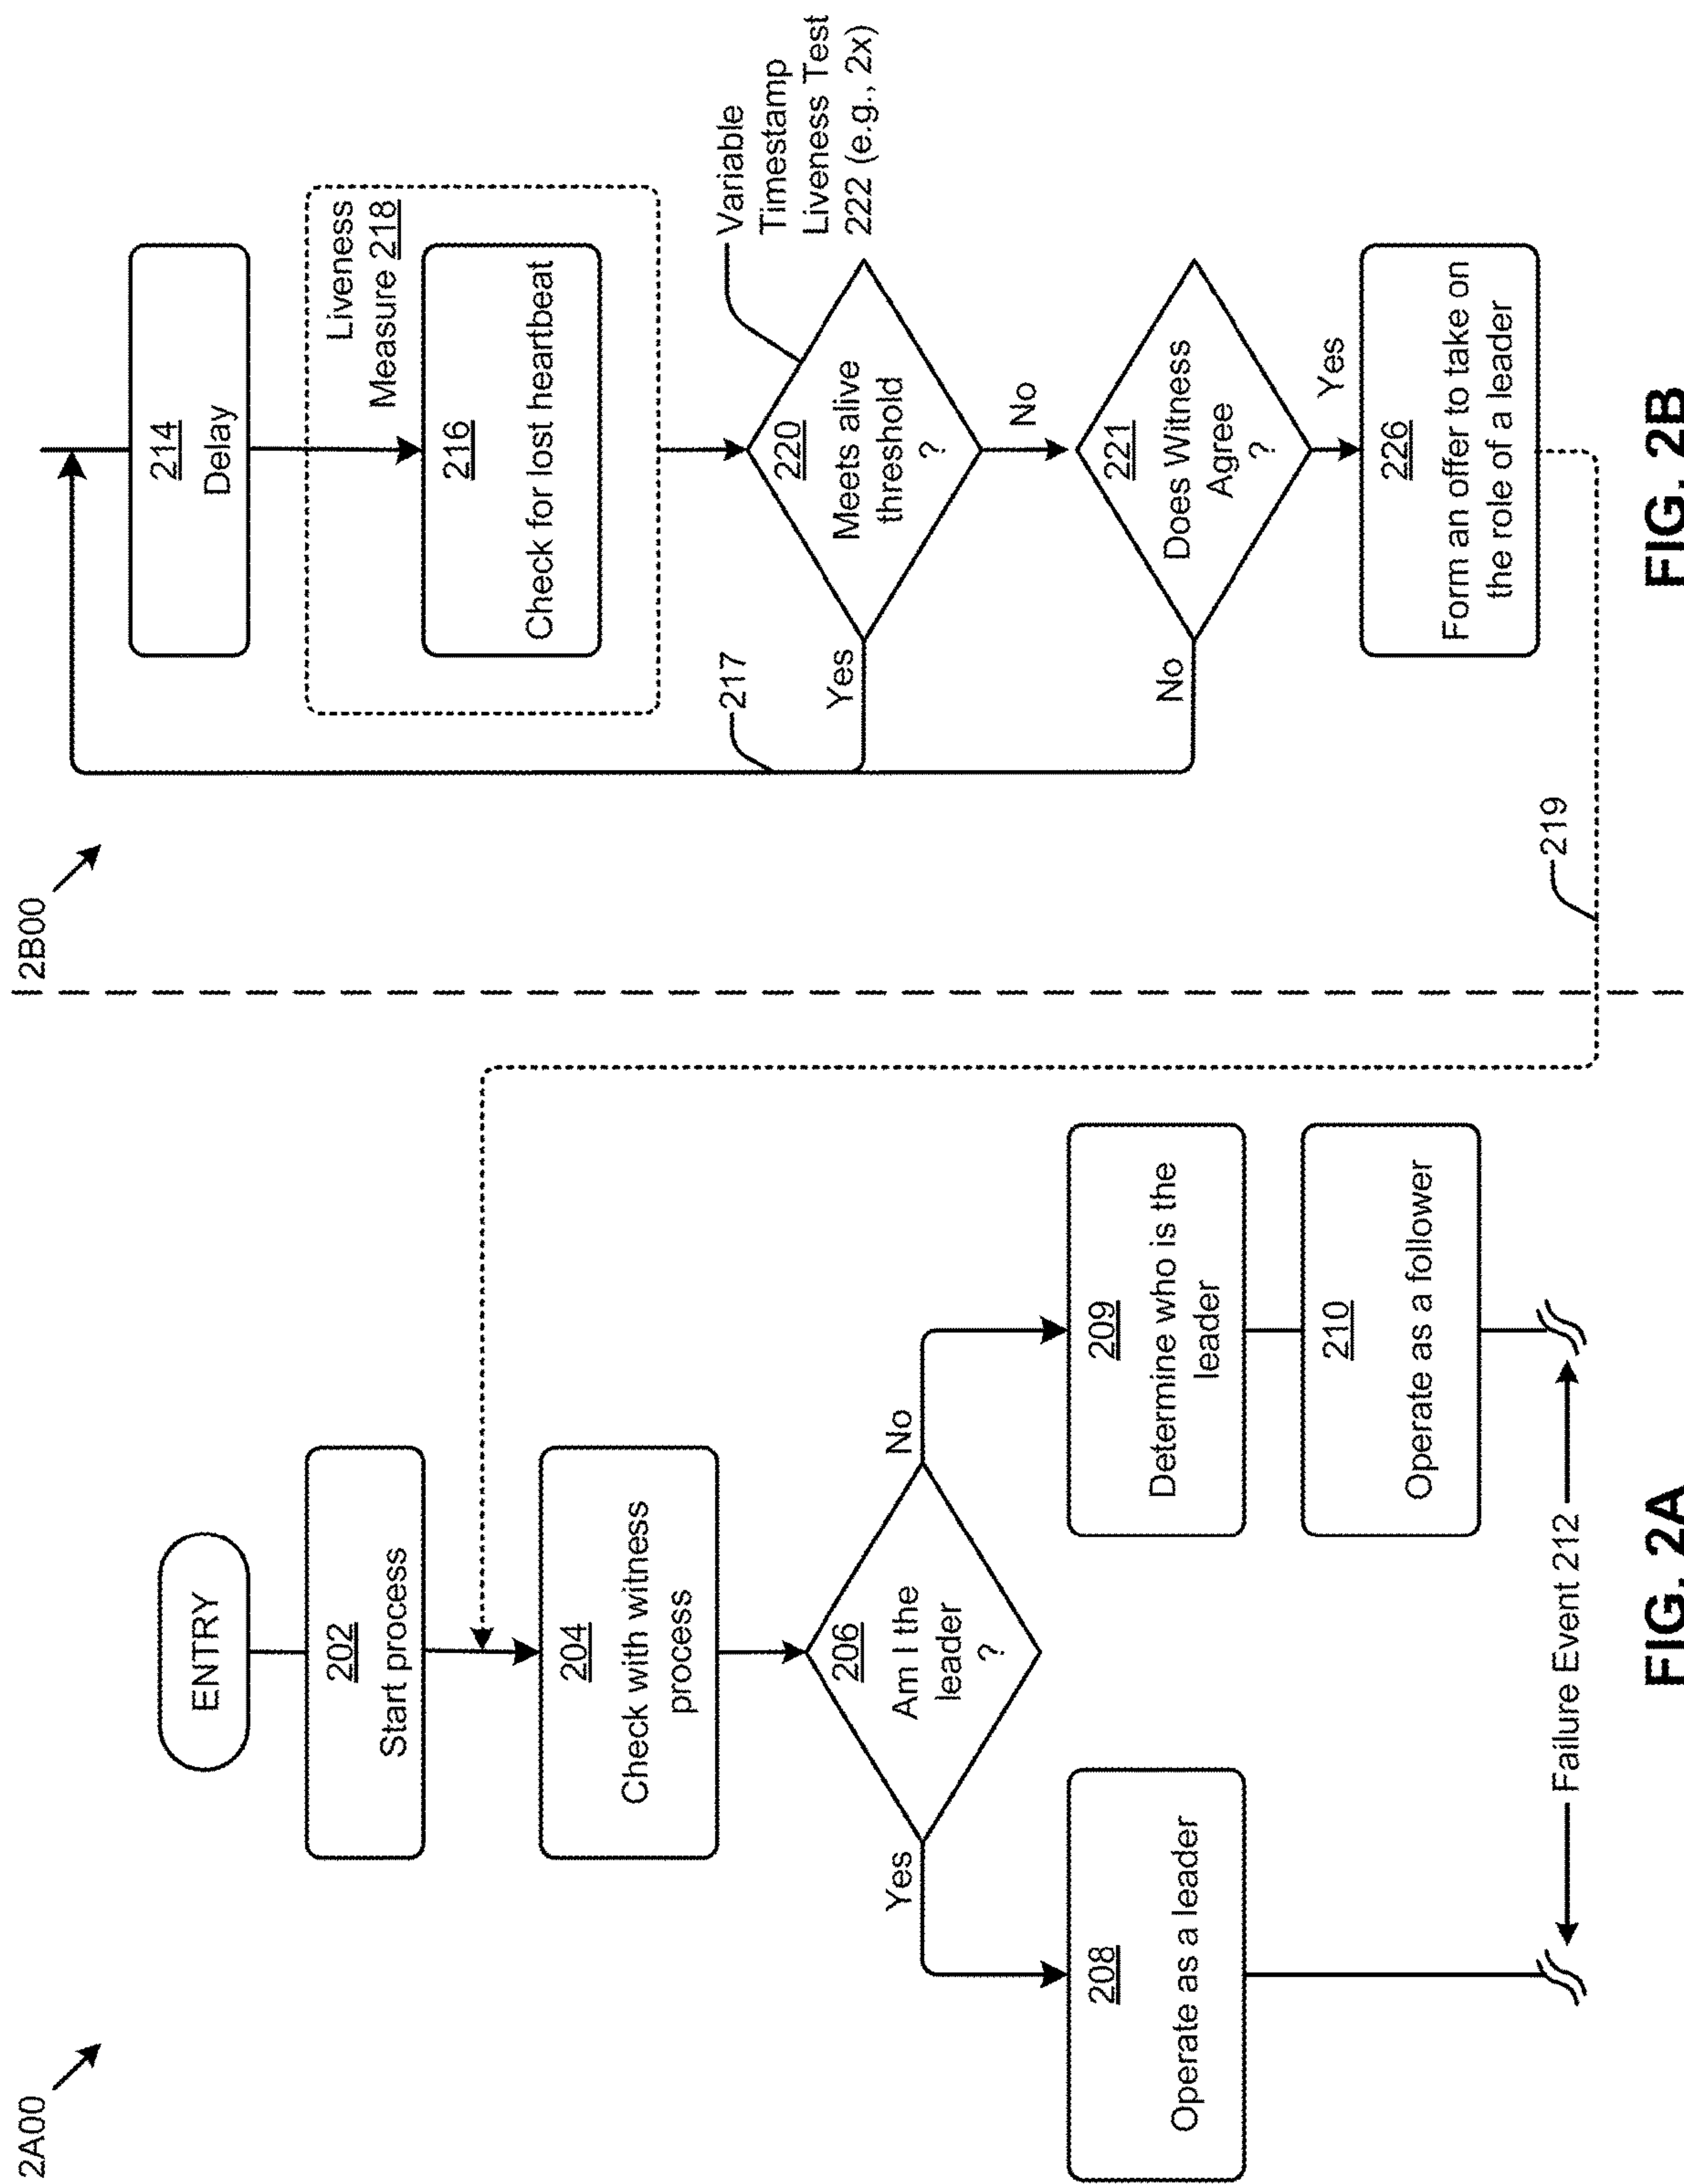 2A00
ENTRY
202
Start process
204
Check with witness
process
206
Am I the
leader
?
Yes
No
208
Operate as a leader
209
Determine who is the
leader
210
Operate as a follower
Failure Event 212
FIG. 2A
2B00
214
Delay
Liveness
Measure 218
216
Check for lost heartbeat
217
220
Meets alive
threshold
?
Variable
Timestamp
Liveness Test
222 (e.g., 2x)
Yes
No
221
Does Witness
Agree
?
No
Yes
226
Form an offer to take on
the role of a leader
219
FIG. 2B